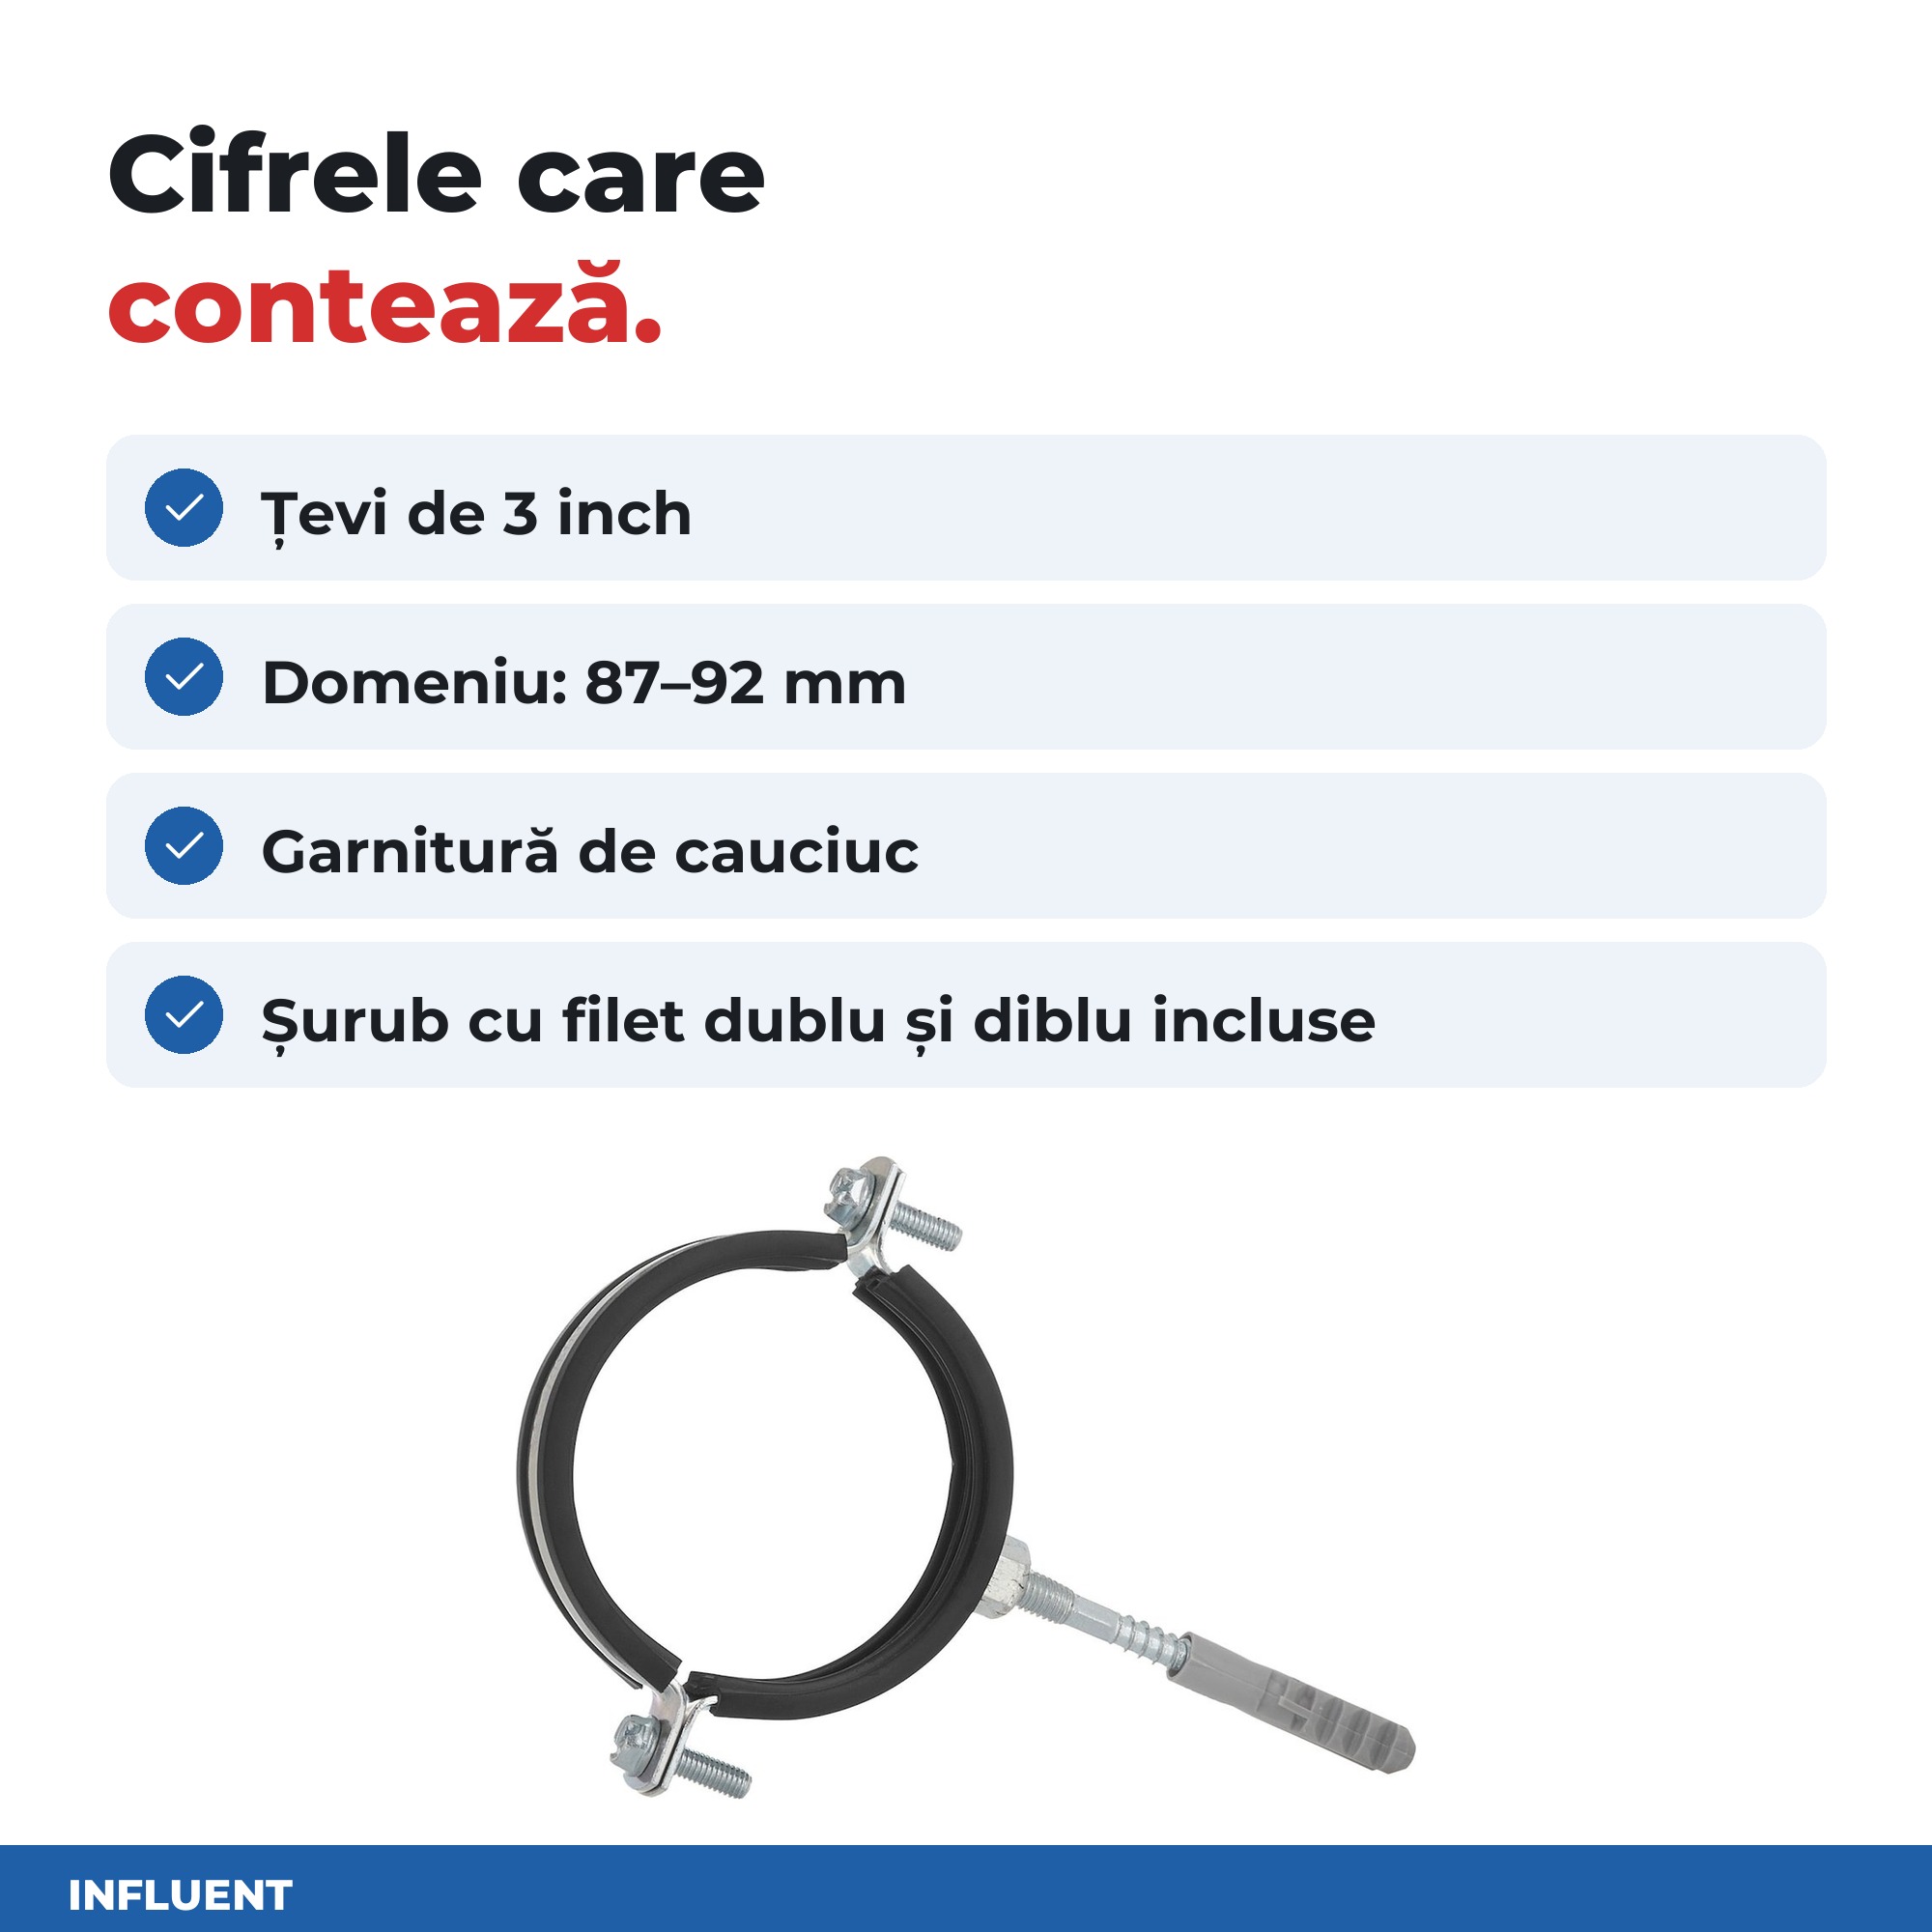 Cifrele care
contează.
Țevi de 3 inch
Domeniu: 87–92 mm
Garnitură de cauciuc
Șurub cu filet dublu și diblu incluse
INFLUENT